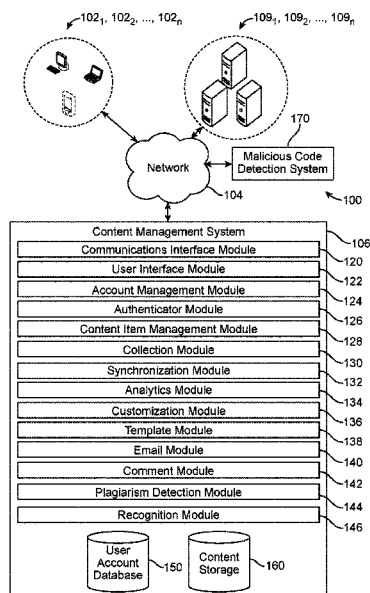 102₁, 102₂, ..., 102ₙ
109₁, 109₂, ..., 109ₙ
170
Network
Malicious Code
Detection System
104
100
Content Management System
106
Communications Interface Module
120
User Interface Module
122
Account Management Module
124
Authenticator Module
126
Content Item Management Module
128
Collection Module
130
Synchronization Module
132
Analytics Module
134
Customization Module
136
Template Module
138
Email Module
140
Comment Module
142
Plagiarism Detection Module
144
Recognition Module
146
User
Account
Database
150
Content
Storage
160